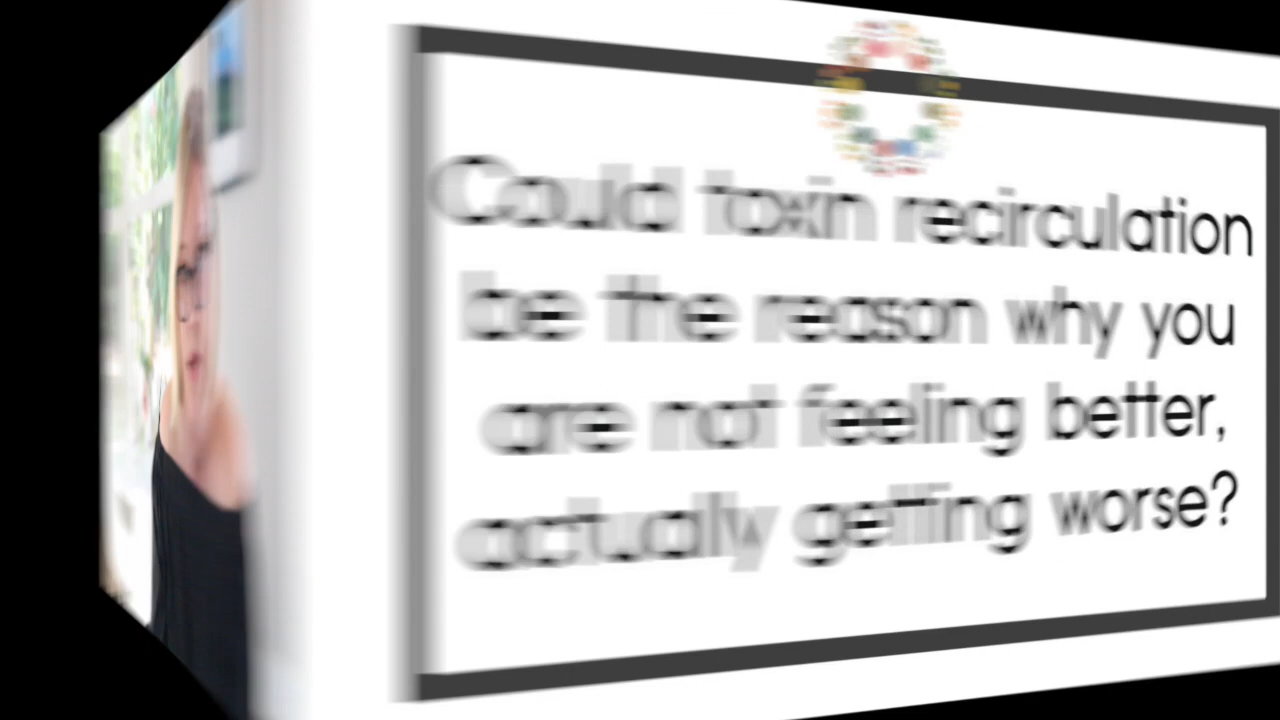 Could toxin recirculation
be the reason why you
are not feeling better,
actually getting worse?